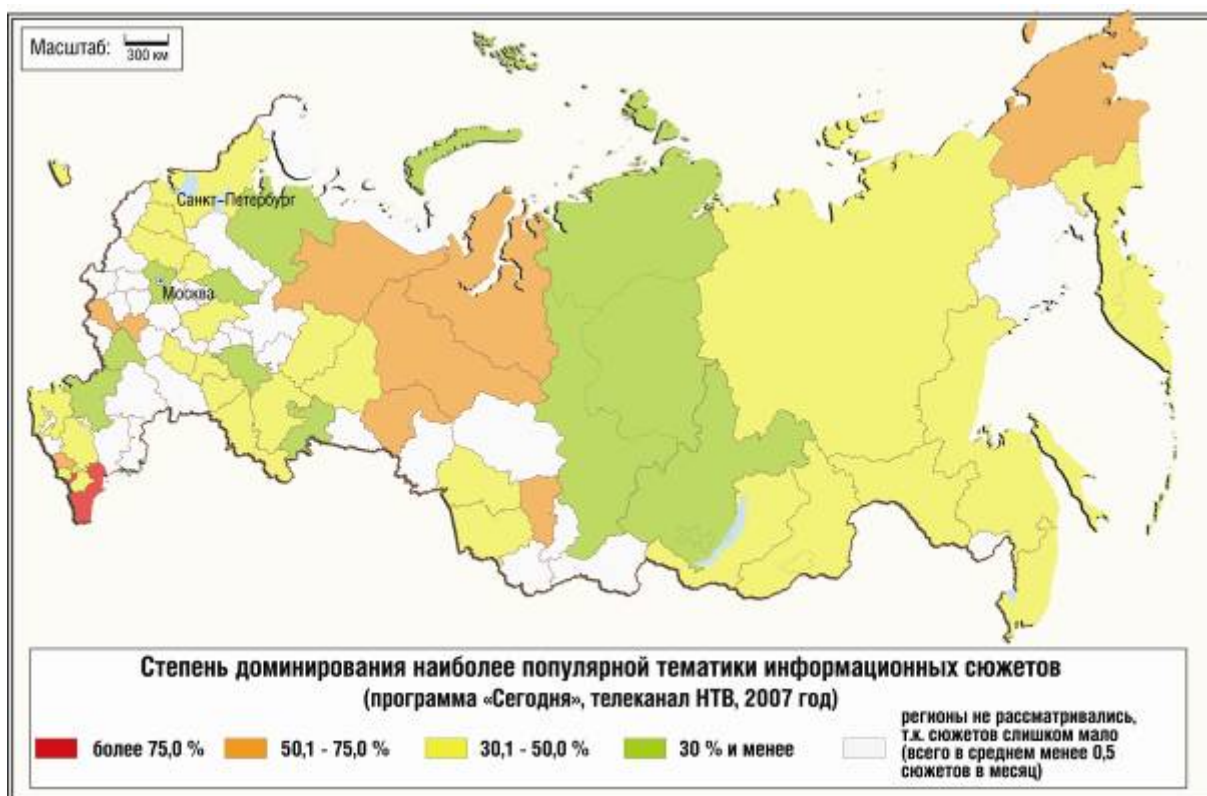 Масштаб:
300 км
Санкт-Петербург
Москва
Степень доминирования наиболее популярной тематики информационных сюжетов
(программа «Сегодня», телеканал НТВ, 2007 год)
более 75,0 %
50,1 - 75,0 %
30,1 - 50,0 %
30 % и менее
регионы не рассматривались,
т.к. сюжетов слишком мало
(всего в среднем менее 0,5
сюжетов в месяц)